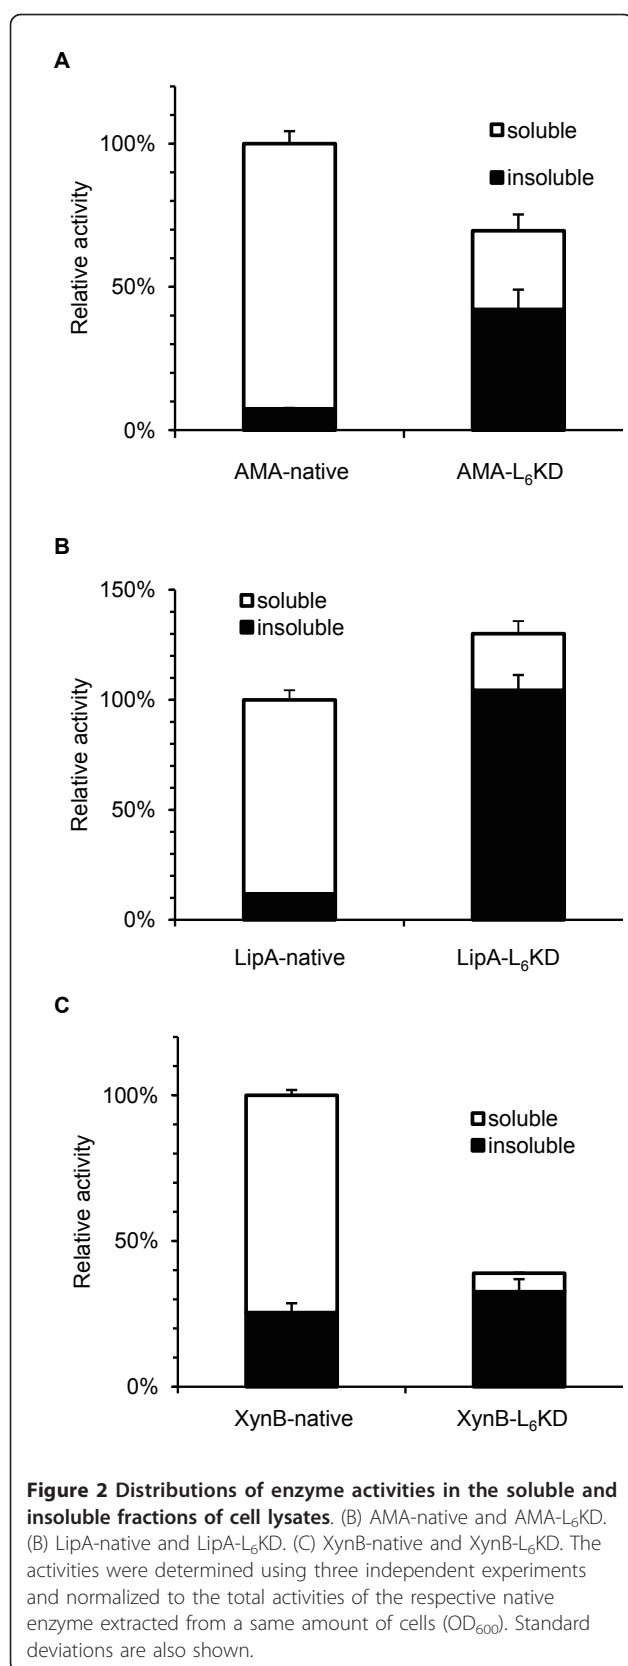 A
Relative activity
100%
50%
0%
soluble
insoluble
AMA-native
AMA-L₆KD
B
Relative activity
150%
100%
50%
0%
soluble
insoluble
LipA-native
LipA-L₆KD
C
Relative activity
100%
50%
0%
soluble
insoluble
XynB-native
XynB-L₆KD
Figure 2 Distributions of enzyme activities in the soluble and
insoluble fractions of cell lysates. (B) AMA-native and AMA-L₆KD.
(B) LipA-native and LipA-L₆KD. (C) XynB-native and XynB-L₆KD. The
activities were determined using three independent experiments
and normalized to the total activities of the respective native
enzyme extracted from a same amount of cells (OD₆₀₀). Standard
deviations are also shown.